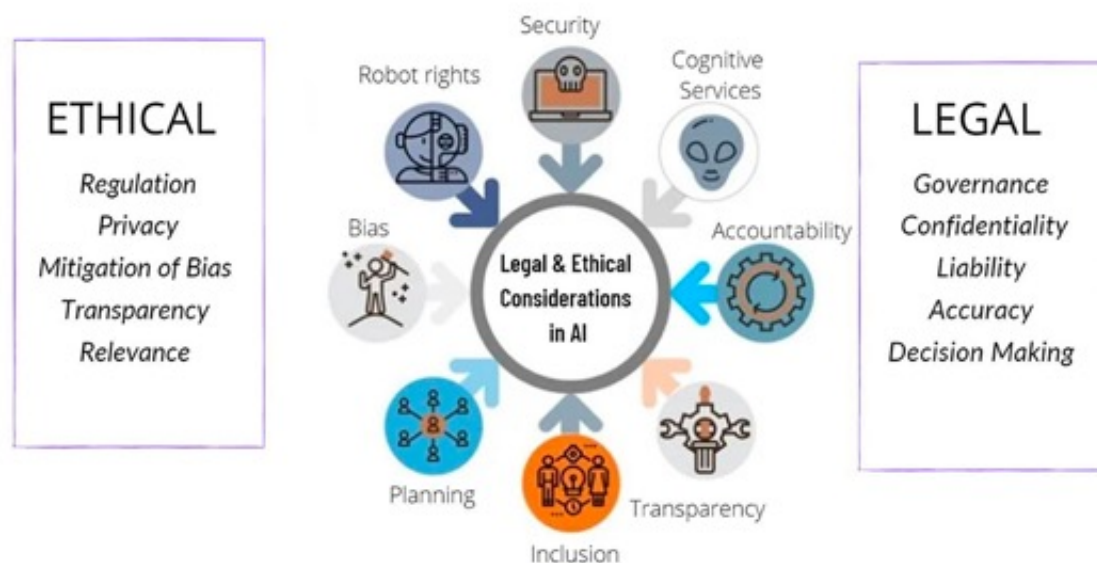 ETHICAL
Regulation
Privacy
Mitigation of Bias
Transparency
Relevance
Security
Robot rights
Cognitive
Services
Bias
Accountability
Legal & Ethical
Considerations
in AI
Planning
Transparency
Inclusion
LEGAL
Governance
Confidentiality
Liability
Accuracy
Decision Making